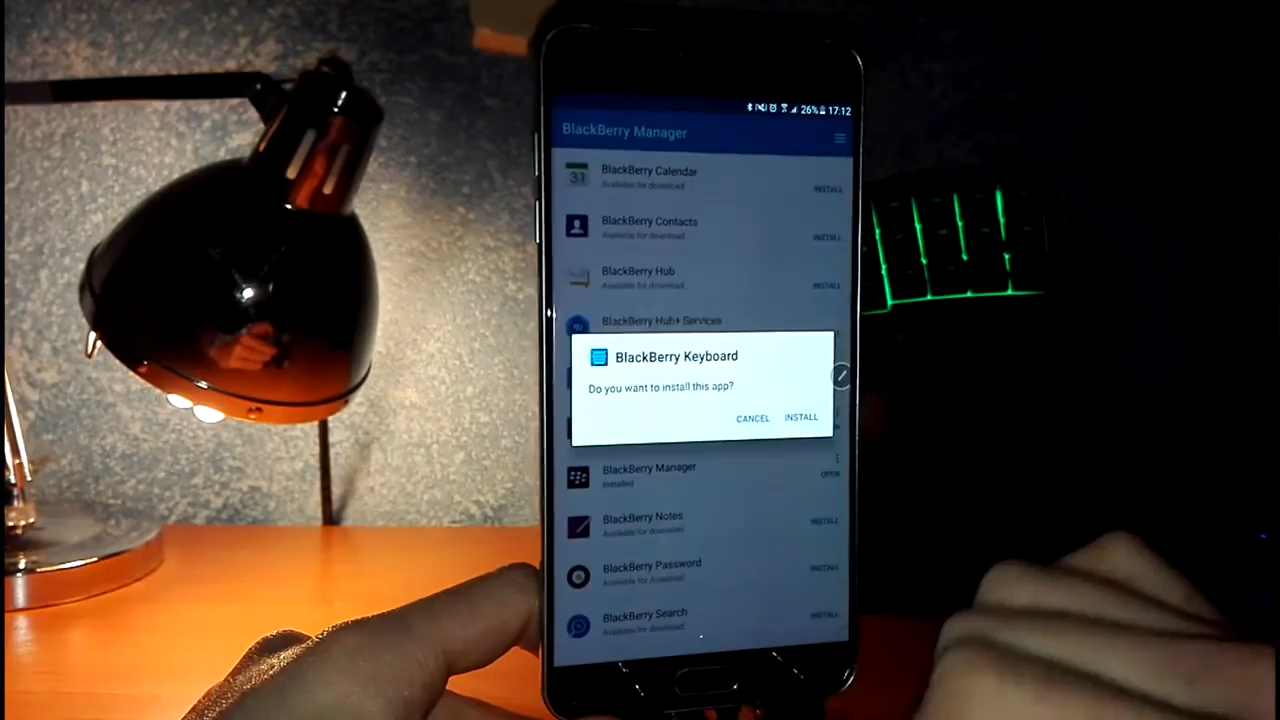 26% 17:12
BlackBerry Manager
31
BlackBerry Calendar
Available for download
INSTALL
BlackBerry Contacts
Available for download
INSTALL
BlackBerry Hub
Available for download
INSTALL
BlackBerry Hub+ Services
BlackBerry Keyboard
Do you want to install this app?
CANCEL INSTALL
BlackBerry Manager
Installed
OPEN
BlackBerry Notes
Available for download
INSTALL
BlackBerry Password
Available for download
INSTALL
BlackBerry Search
Available for download
INSTALL